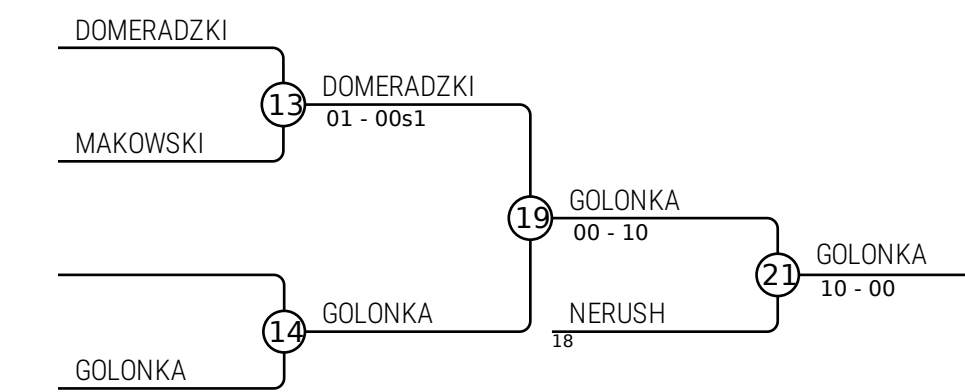 DOMERADZKI
13
DOMERADZKI
01 - 00s1
MAKOWSKI
19
GOLONKA
00 - 10
21
GOLONKA
10 - 00
14
GOLONKA
NERUSH
18
GOLONKA